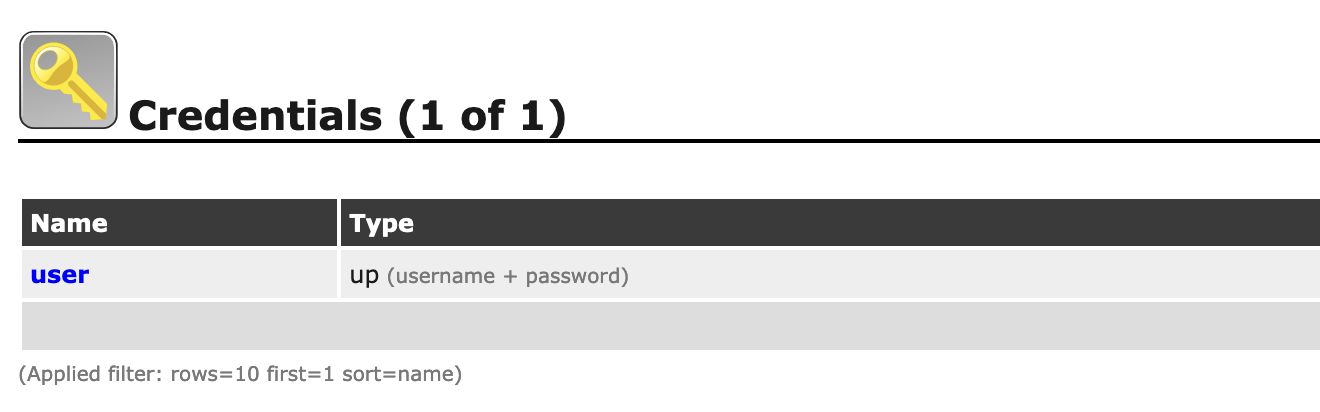 Credentials (1 of 1)
Name Type
user up (username + password)
(Applied filter: rows=10 first=1 sort=name)